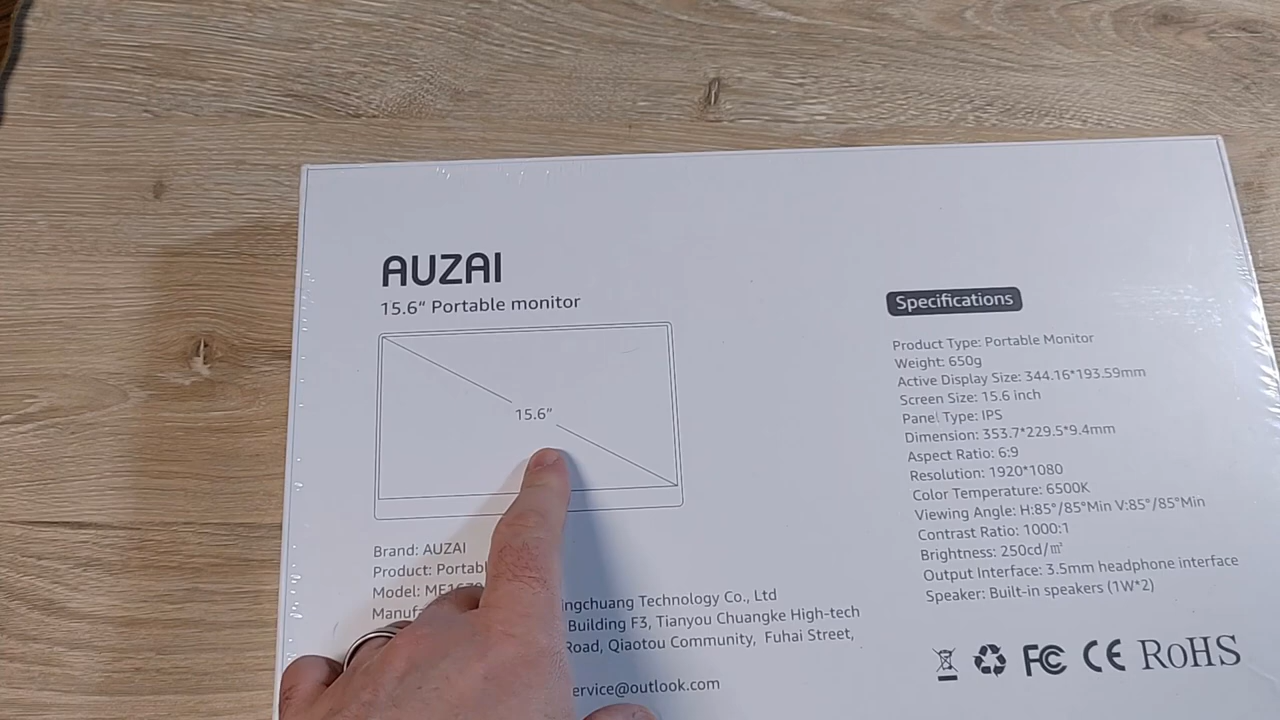 AUZAI
15.6" Portable monitor
15.6"
Brand: AUZAI
Product:
Model:
ingchuang Technology Co., Ltd
Building F3, Tianyou Chuangke High-tech
Road, Qiaotou Community, Fuhai Street,
ervice@outlook.com
Specifications
Product Type: Portable Monitor
Weight: 650g
Active Display Size: 344.16*193.59mm
Screen Size: 15.6 inch
Panel Type: IPS
Dimension: 353.7*229.5*9.4mm
Aspect Ratio: 6:9
Resolution: 1920*1080
Color Temperature: 6500K
Viewing Angle: H:85°/85°Min V:85°/85°Min
Contrast Ratio: 1000:1
Brightness: 250cd/㎡
Output Interface: 3.5mm headphone interface
Speaker: Built-in speakers (1W*2)
FC CE RoHS